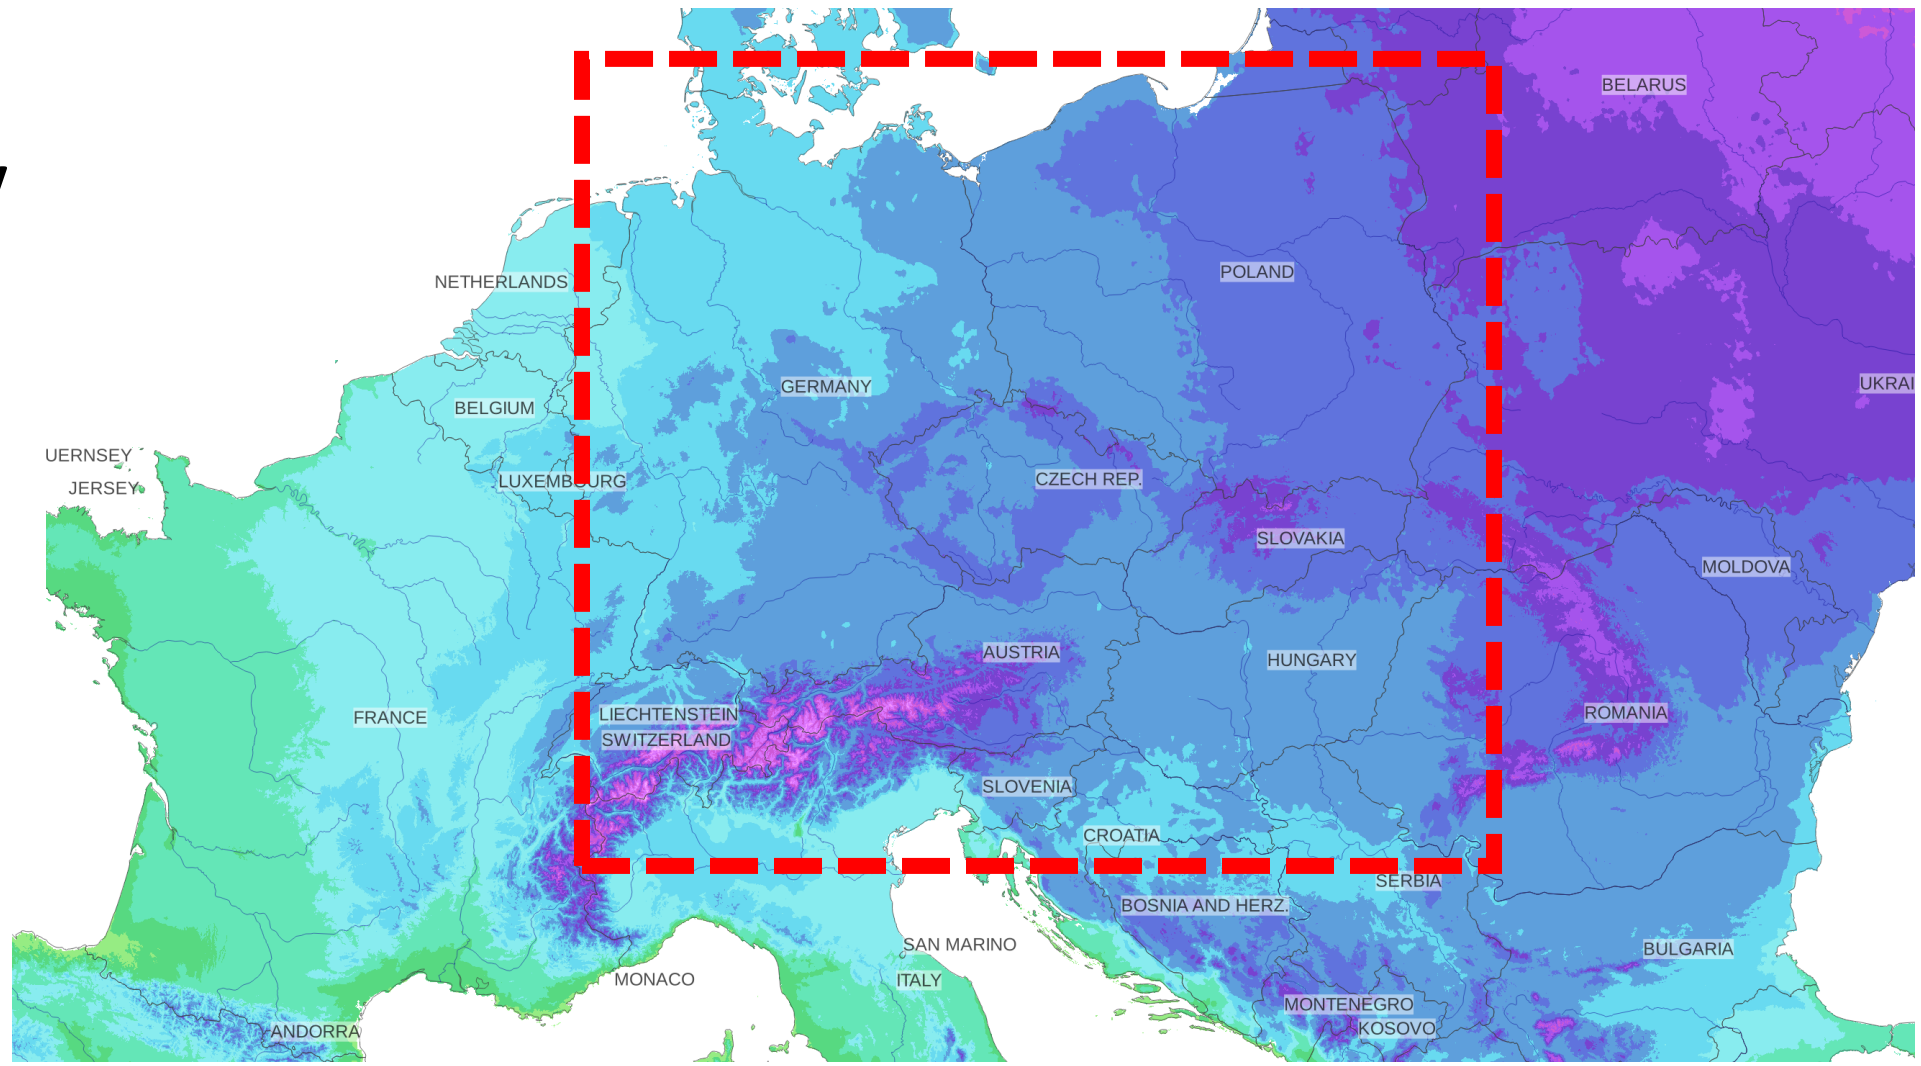 BELARUS
POLAND
NETHERLANDS
UKRAI
GERMANY
BELGIUM
UERNSEY
CZECH REP.
LUXEMBOURG
JERSEY
SLOVAKIA
MOLDOVA
AUSTRIA
HUNGARY
ROMANIA
LIECHTENSTEIN
FRANCE
SWITZERLAND
SLOVENIA
CROATIA
SERBIA
BOSNIA AND HERZ.
SAN MARINO
BULGARIA
MONACO
ITALY
MONTENEGRO
KOSOVO
ANDORRA